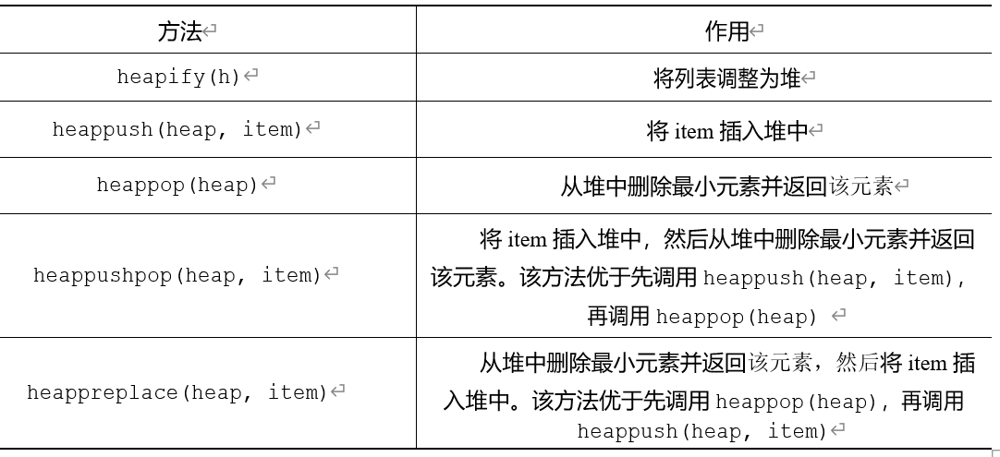 方法
作用
heapify(h)
将列表调整为堆
heappush(heap, item)
将 item 插入堆中
heappop(heap)
从堆中删除最小元素并返回该元素
heappushpop(heap, item)
将 item 插入堆中，然后从堆中删除最小元素并返回
该元素。该方法优于先调用 heappush(heap, item)，
再调用 heappop(heap)
heappreplace(heap, item)
从堆中删除最小元素并返回该元素，然后将 item 插
入堆中。该方法优于先调用 heappop(heap)，再调用
heappush(heap, item)